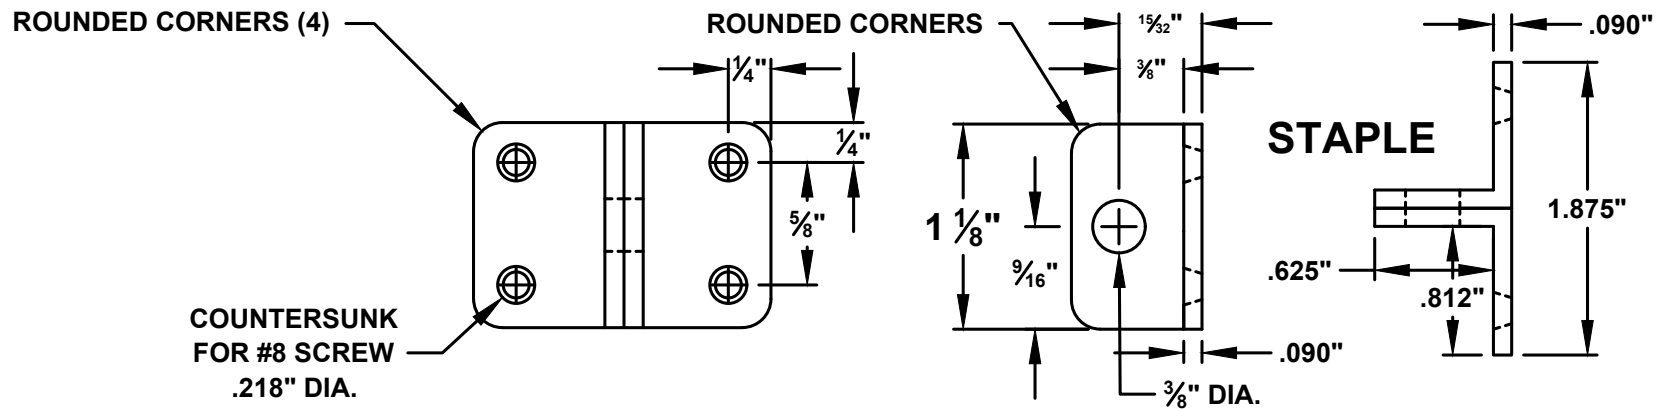 ROUNDED CORNERS (4)
1/4"
1/4"
5/8"
COUNTERSUNK
FOR #8 SCREW
.218" DIA.
ROUNDED CORNERS
15/32"
3/8"
1 1/8"
9/16"
.090"
3/8" DIA.
STAPLE
.090"
1.875"
.625"
.812"